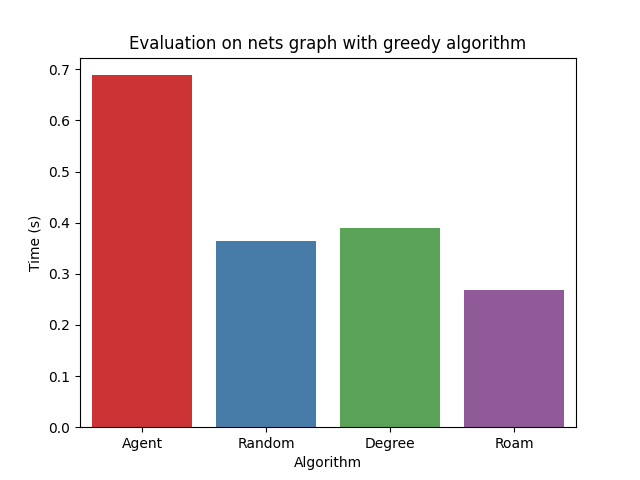 Evaluation on nets graph with greedy algorithm
0.7
0.6
0.5
0.4
0.3
0.2
0.1
0.0
Time (s)
Agent Random Degree Roam
Algorithm